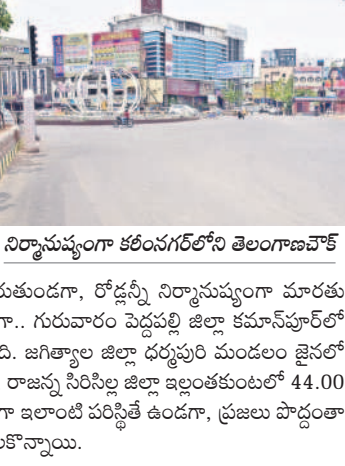 నిర్మానుష్యంగా కరీంనగర్‌లోని తెలంగాణచౌక్
రుతుండగా, రోడ్లన్నీ నిర్మానుష్యంగా మారతు
గా.. గురువారం పెద్దపల్లి జిల్లా కమాన్‌పూర్‌లో
ది. జగిత్యాల జిల్లా ధర్మపురి మండలం జైనలో
రాజన్న సిరిసిల్ల జిల్లా ఇల్లంతకుంటలో 44.00
గా ఇలాంటి పరిస్థితే ఉండగా, ప్రజలు పొద్దంతా
లకొన్నాయి.